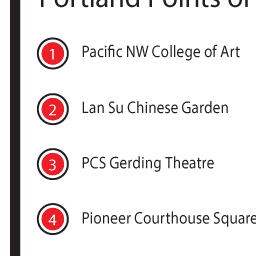 Portland Points of
1 Pacific NW College of Art
2 Lan Su Chinese Garden
3 PCS Gerding Theatre
4 Pioneer Courthouse Square